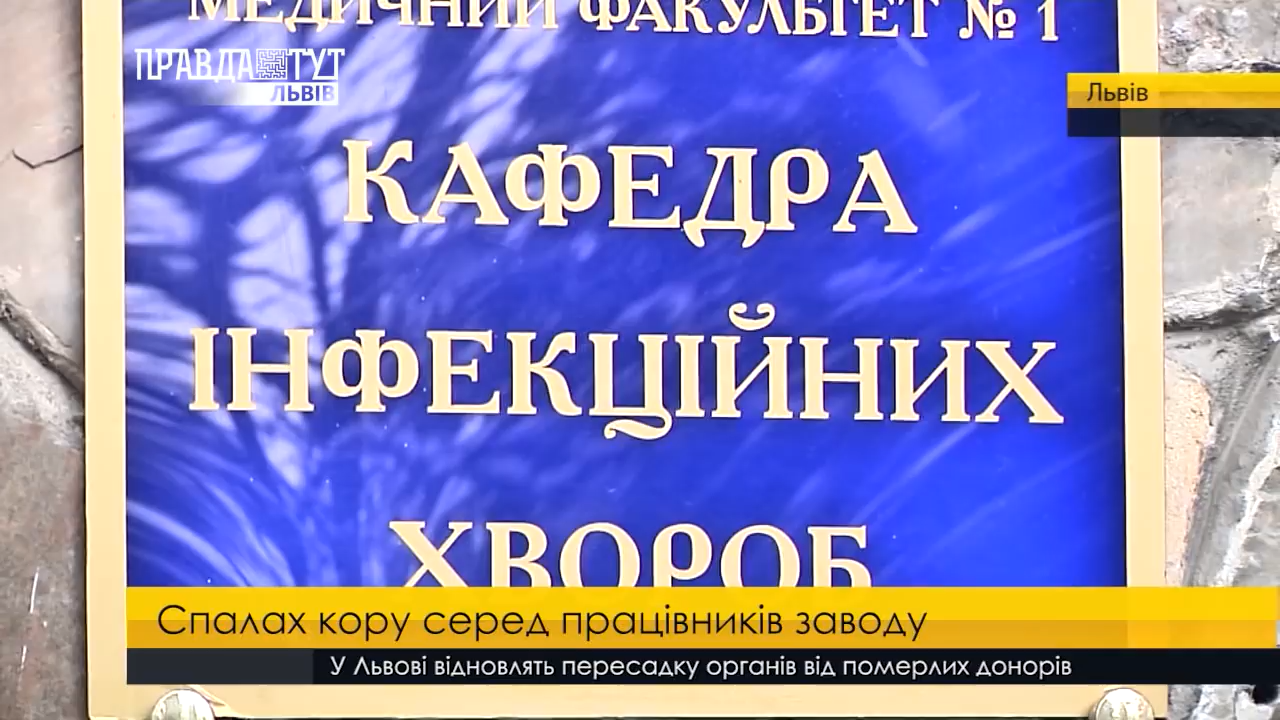 МЕДИЧНИЙ ФАКУЛЬТЕТ № 1
ПРАВДА ТУТ
ЛЬВІВ
Львів
КАФЕДРА
ІНФЕКЦІЙНИХ
ХВОРОБ
Спалах кору серед працівників заводу
У Львові відновлять пересадку органів від померлих донорів